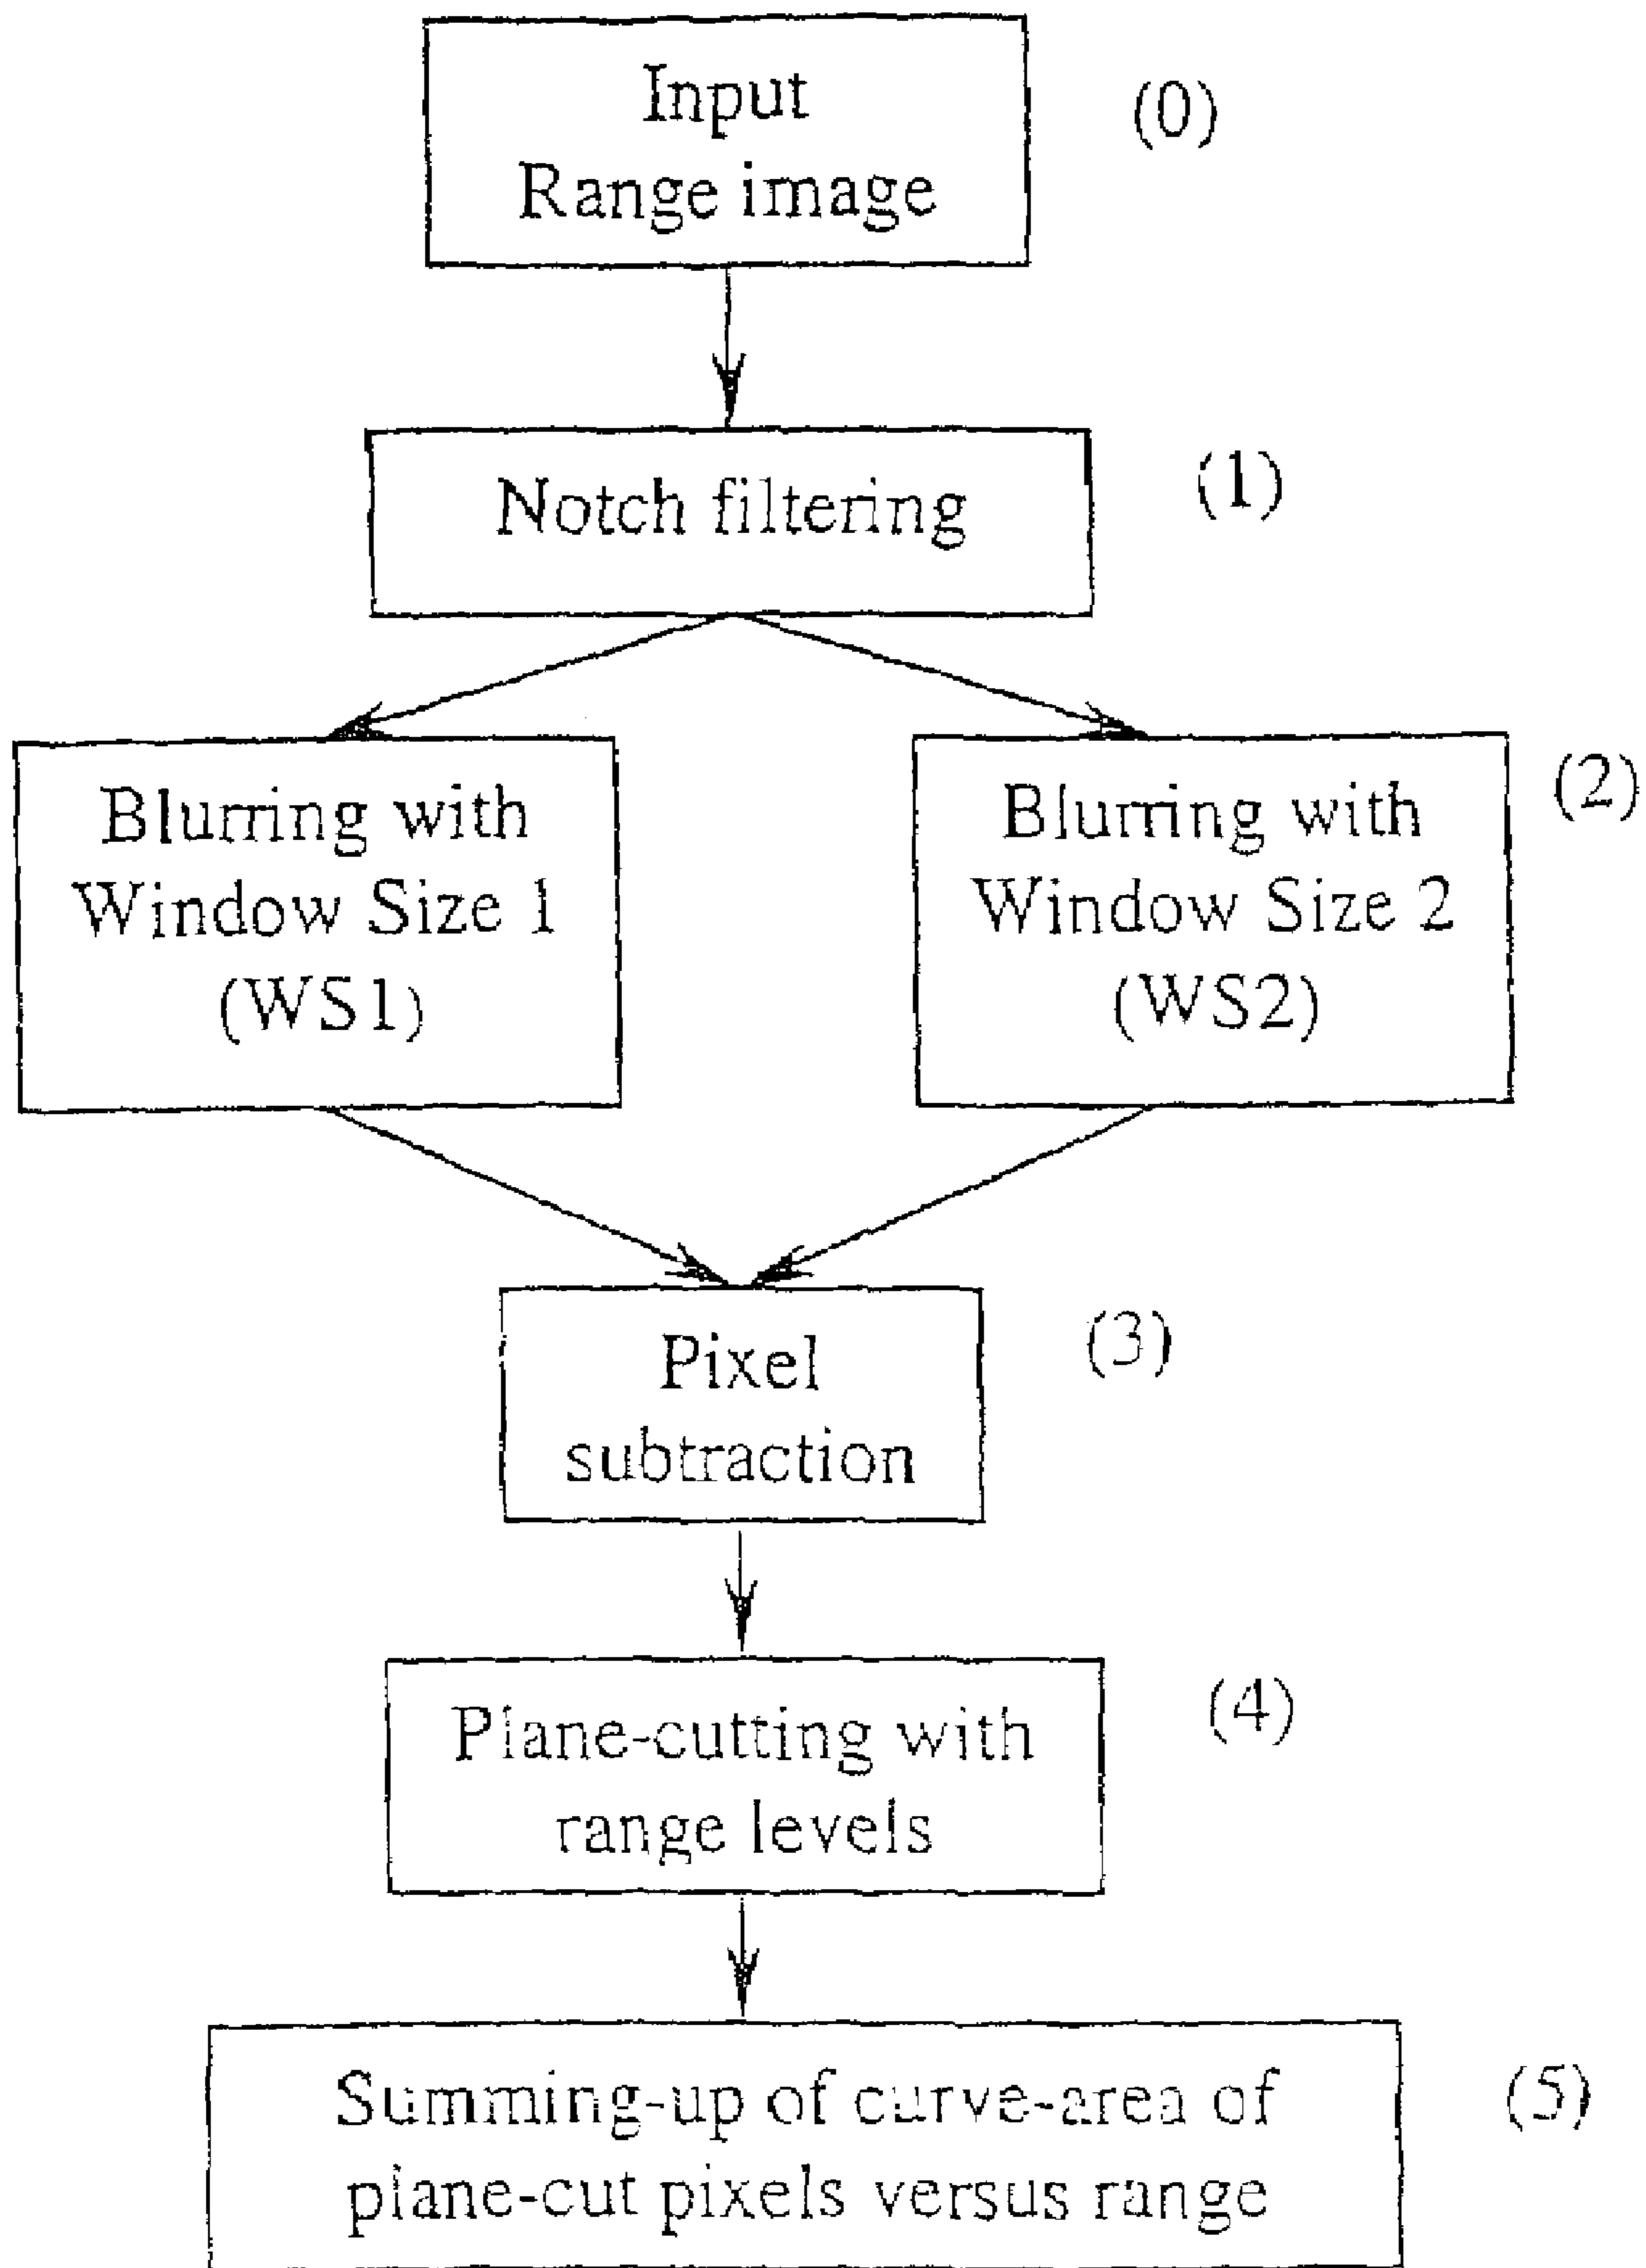 Input
Range image
(0)
Notch filtering
(1)
Blurring with
Window Size 1
(WS1)
Blurring with
Window Size 2
(WS2)
(2)
Pixel
subtraction
(3)
Plane-cutting with
range levels
(4)
Summing-up of curve-area of
plane-cut pixels versus range
(5)